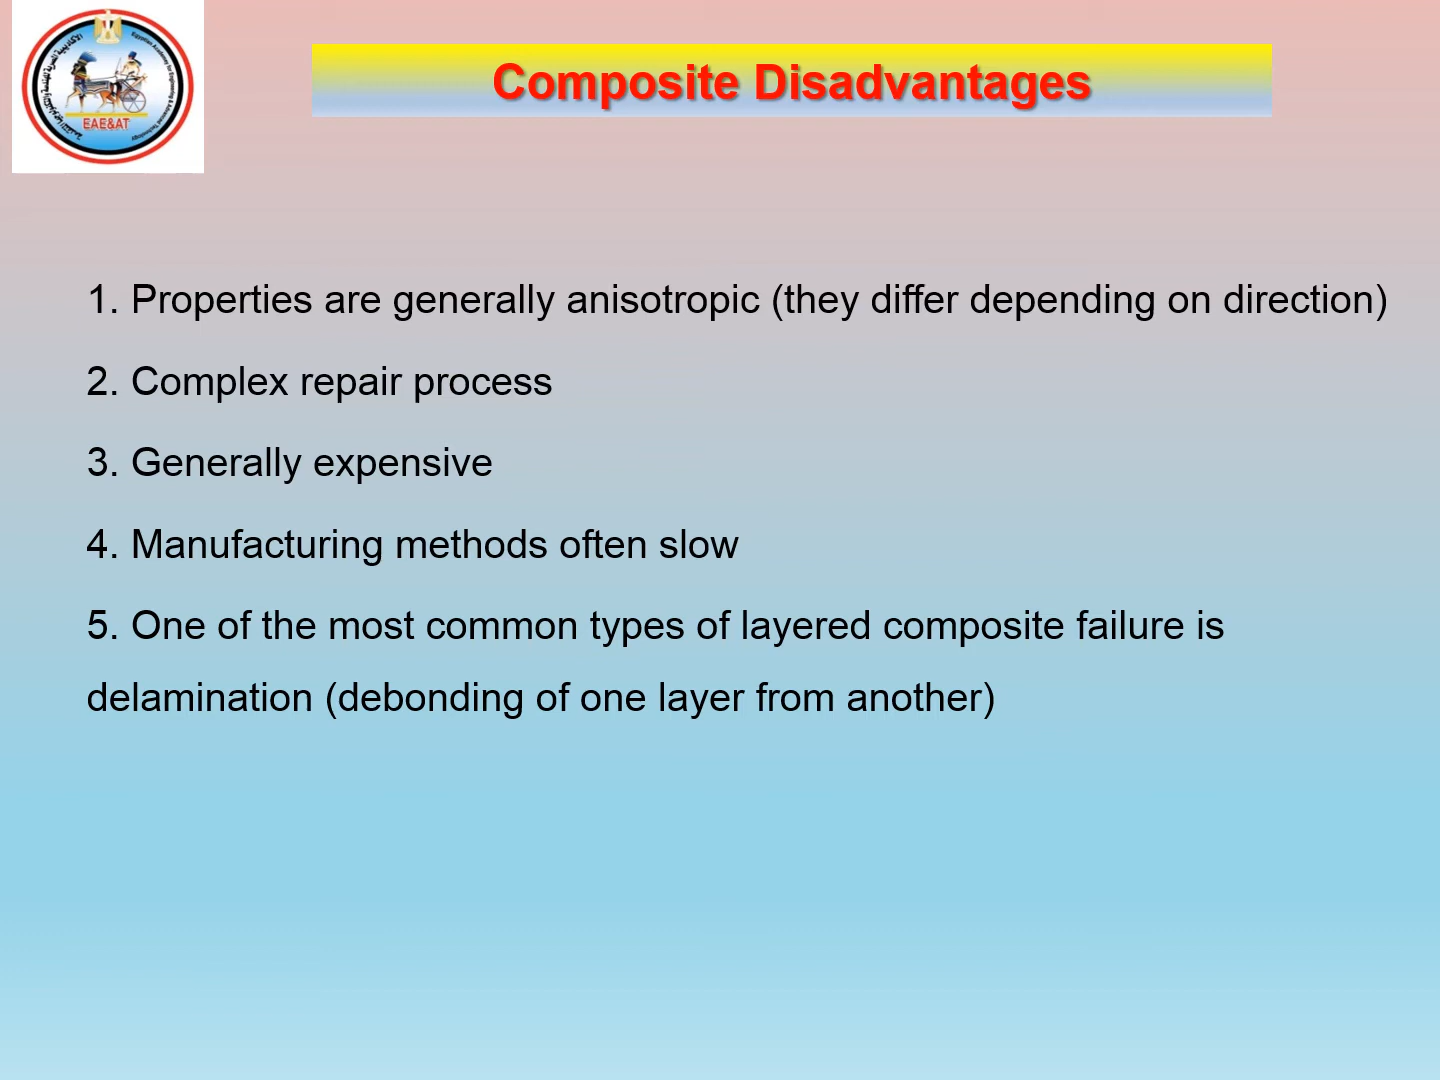 Composite Disadvantages
EAE&AT
1. Properties are generally anisotropic (they differ depending on direction)
2. Complex repair process
3. Generally expensive
4. Manufacturing methods often slow
5. One of the most common types of layered composite failure is
delamination (debonding of one layer from another)